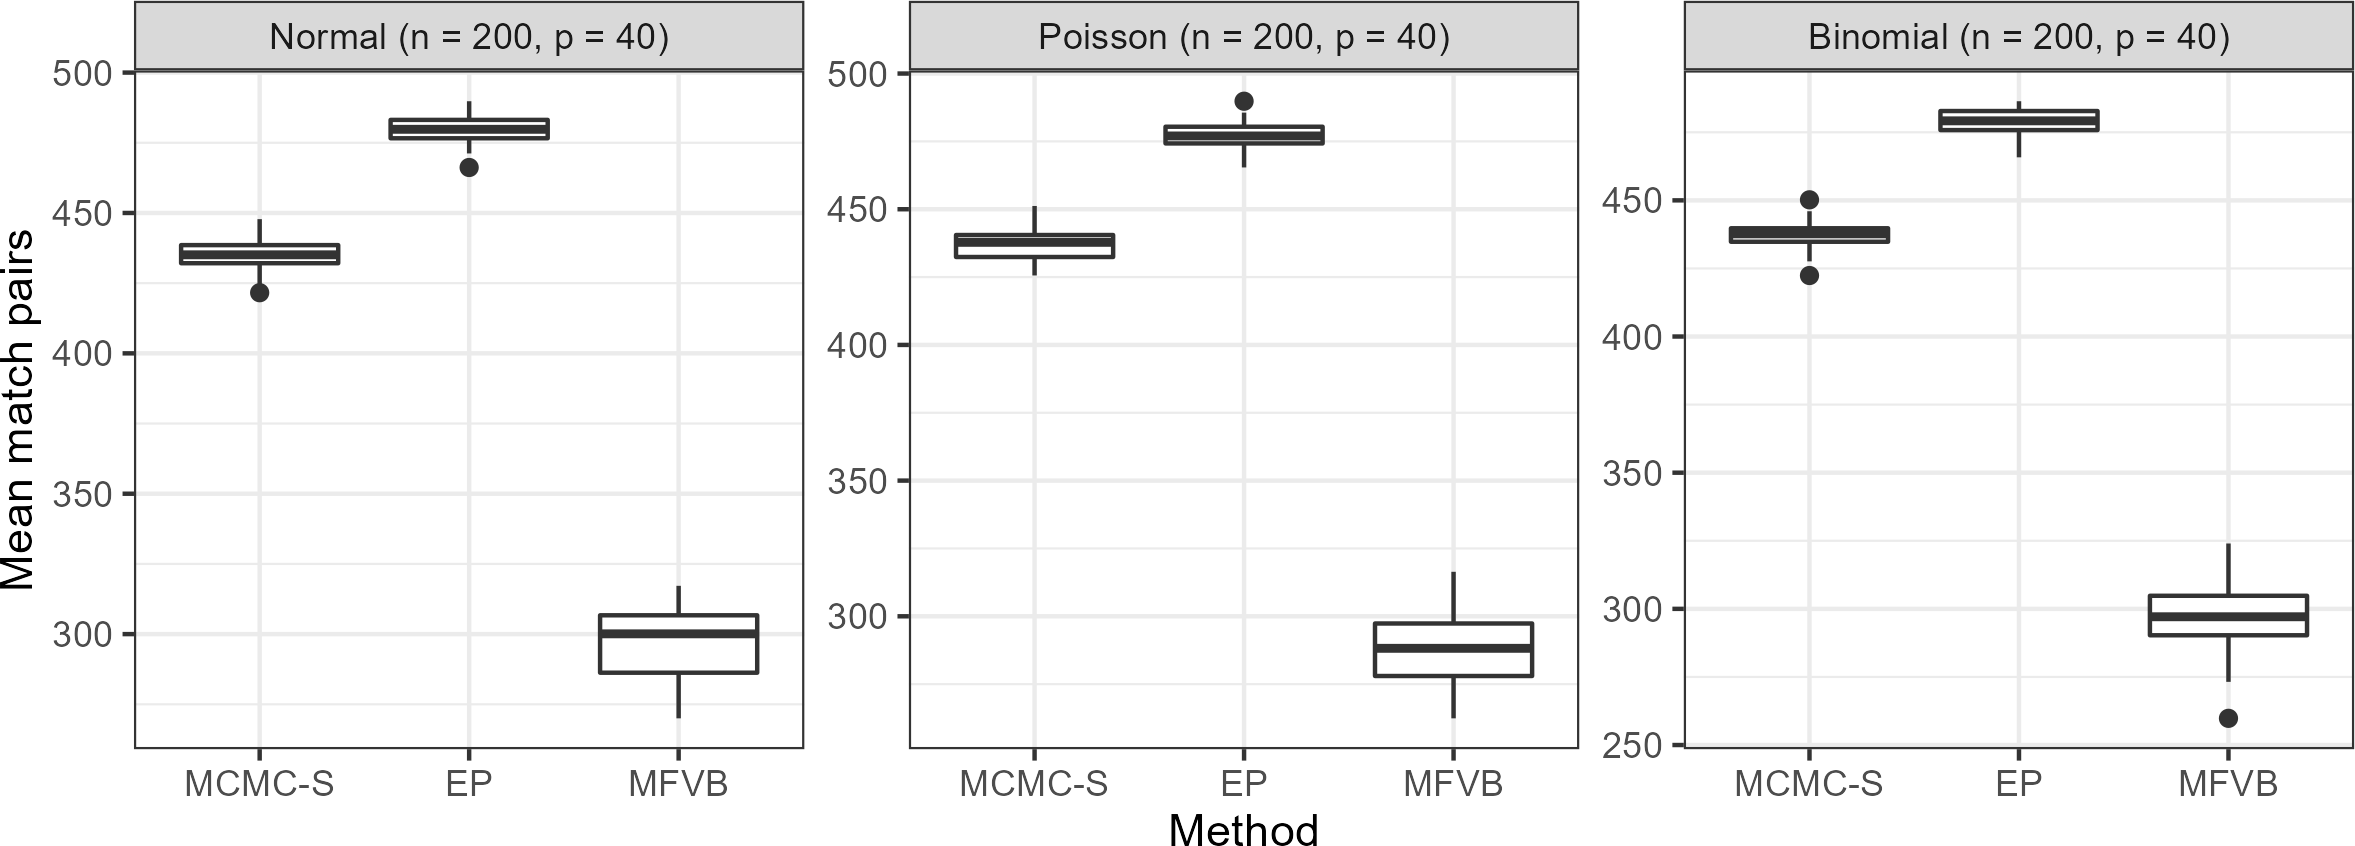 Normal (n = 200, p = 40)
Poisson (n = 200, p = 40)
Binomial (n = 200, p = 40)
Mean match pairs
500
450
400
350
300
500
450
400
350
300
450
400
350
300
250
MCMC-S EP MFVB
MCMC-S EP MFVB
MCMC-S EP MFVB
Method